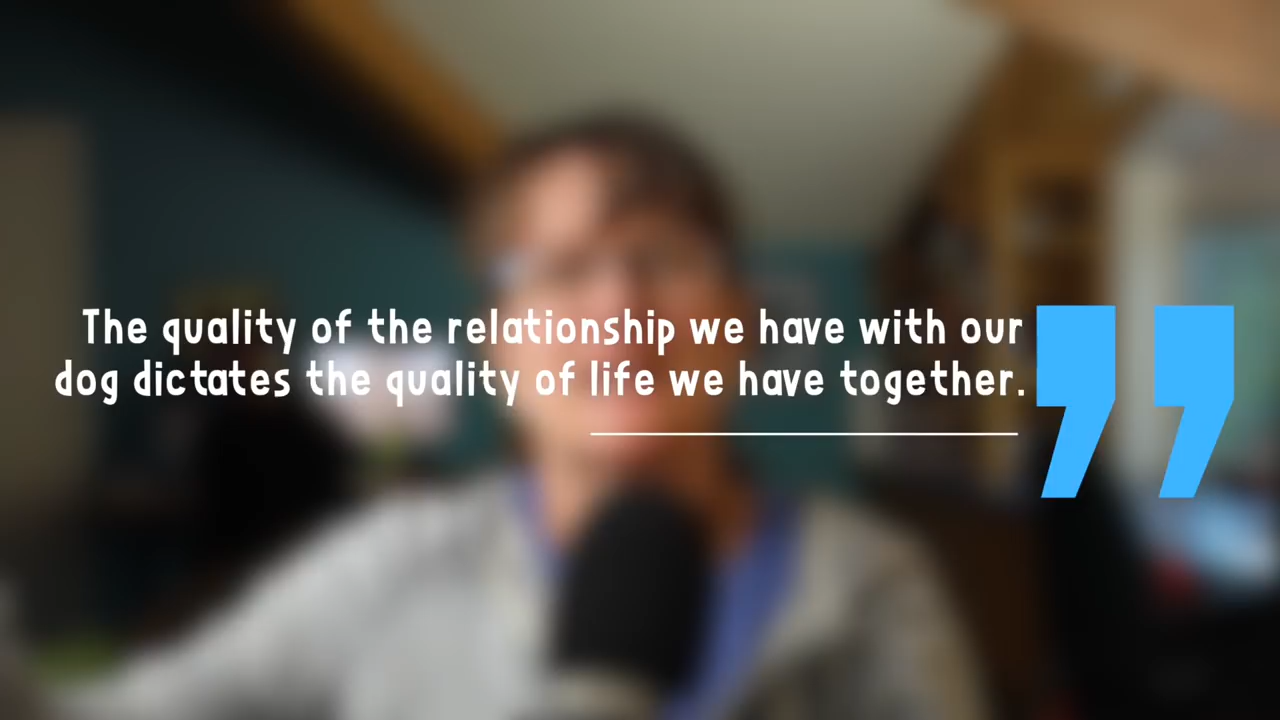 The quality of the relationship we have with our
dog dictates the quality of life we have together.
”